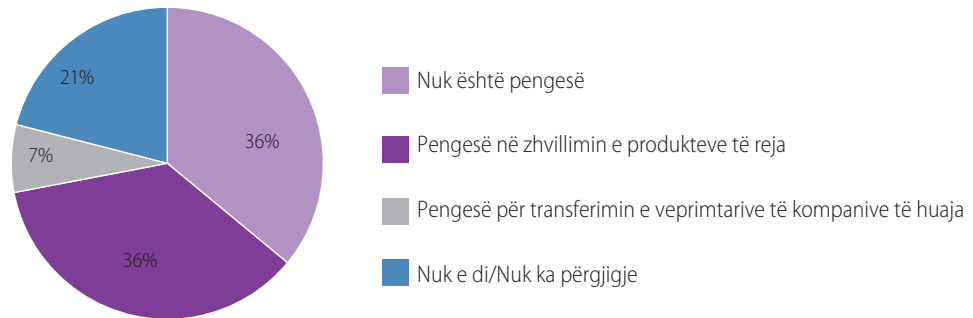 21%
36%
7%
36%
Nuk është pengesë
Pengesë në zhvillimin e produkteve të reja
Pengesë për transferimin e veprimtarive të kompanive të huaja
Nuk e di/Nuk ka përgjigje